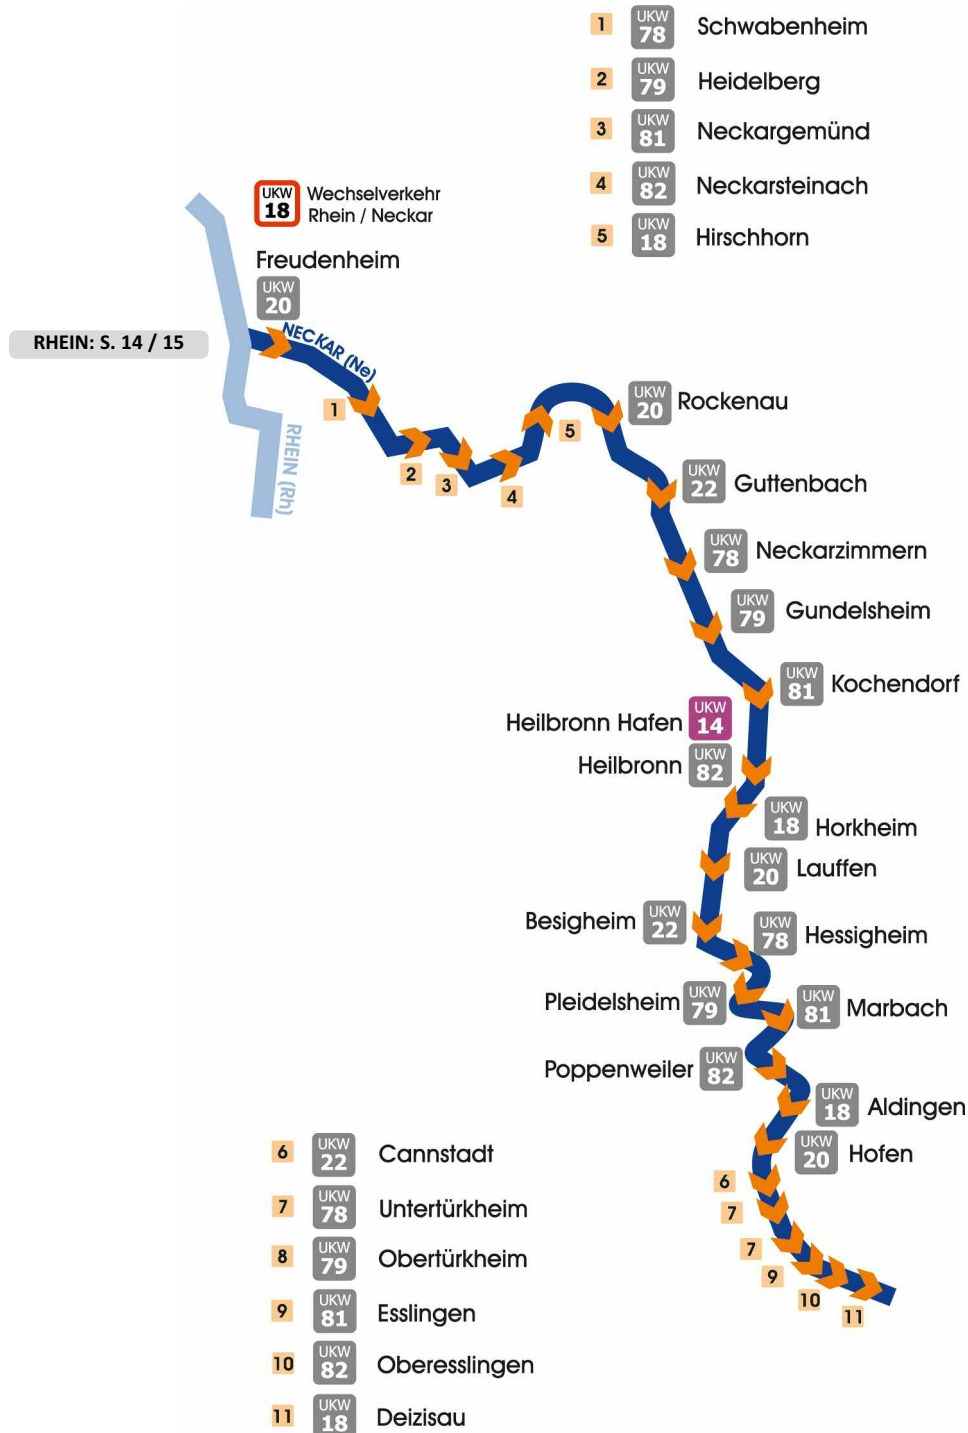 1 UKW 78 Schwabenheim
2 UKW 79 Heidelberg
3 UKW 81 Neckargemünd
4 UKW 82 Neckarsteinach
5 UKW 18 Hirschhorn
UKW 18 Wechselverkehr
Rhein / Neckar
Freudenheim
UKW 20
RHEIN: S. 14 / 15
NECKAR (Ne)
RHEIN (Rh)
1
2
3
4
5
UKW 20 Rockenau
UKW 22 Guttenbach
UKW 78 Neckarzimmern
UKW 79 Gundelsheim
UKW 81 Kochendorf
Heilbronn Hafen UKW 14
Heilbronn UKW 82
UKW 18 Horkheim
UKW 20 Lauffen
Besigheim UKW 22
UKW 78 Hessigheim
Pleidelsheim UKW 79
UKW 81 Marbach
Poppenweiler UKW 82
UKW 18 Aldingen
UKW 20 Hofen
6
7
7
9
10
11
6 UKW 22 Cannstadt
7 UKW 78 Untertürkheim
8 UKW 79 Obertürkheim
9 UKW 81 Esslingen
10 UKW 82 Oberesslingen
11 UKW 18 Deizisau